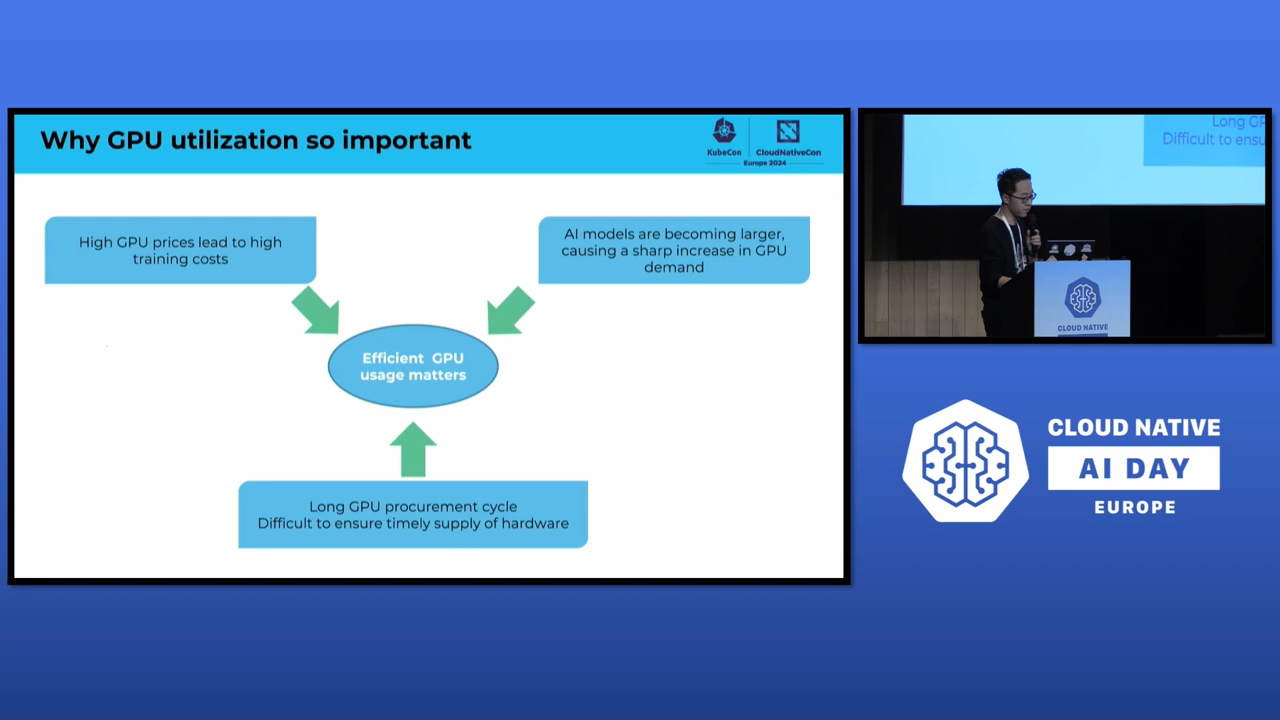 Why GPU utilization so important
KubeCon
CloudNativeCon
Europe 2024
High GPU prices lead to high
training costs
AI models are becoming larger,
causing a sharp increase in GPU
demand
Efficient GPU
usage matters
Long GPU procurement cycle
Difficult to ensure timely supply of hardware
Long GP
Difficult to ensu
CLOUD NATIVE
CLOUD NATIVE
AI DAY
EUROPE